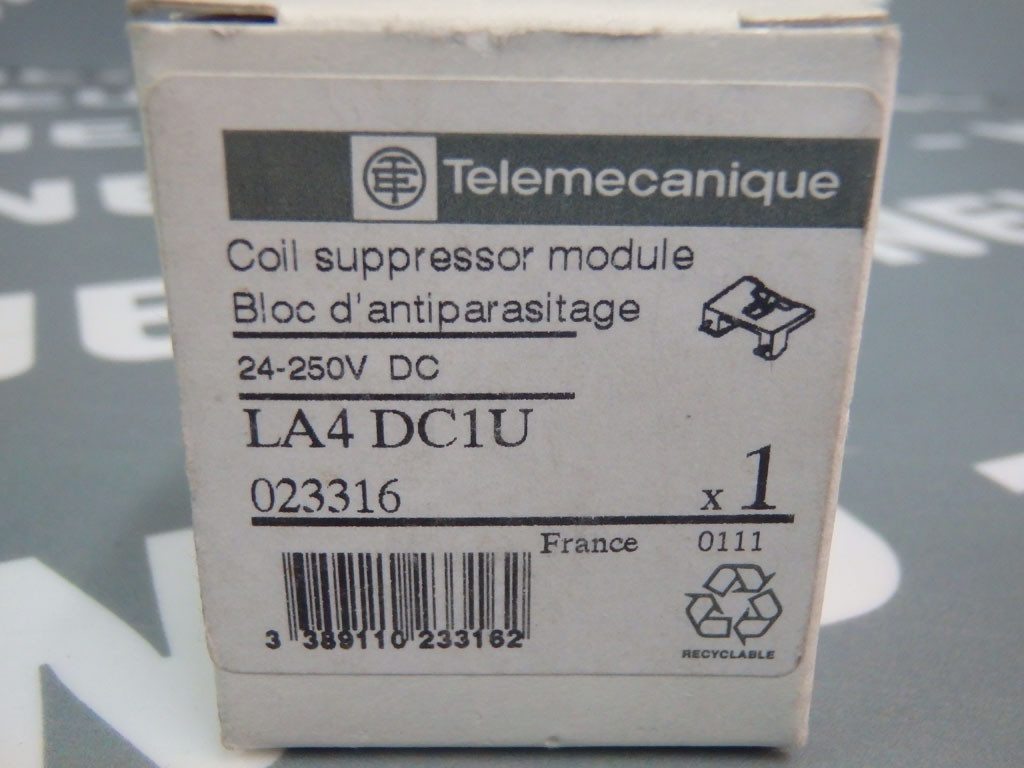 Telemecanique
Coil suppressor module
Bloc d'antiparasitage
24-250V DC
LA4 DC1U
023316 x 1
France 0111
3 389110 233162
RECYCLABLE